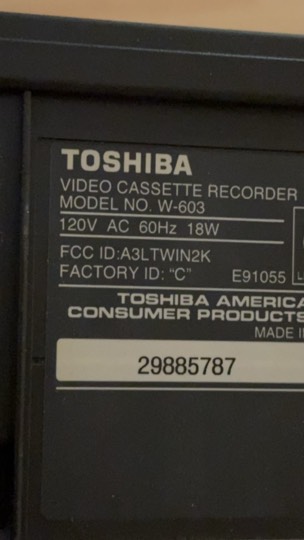 TOSHIBA
VIDEO CASSETTE RECORDER
MODEL NO. W-603
120V AC 60Hz 18W
FCC ID:A3LTWIN2K
FACTORY ID: “C” E91055
TOSHIBA AMERICA
CONSUMER PRODUCTS
MADE
29885787